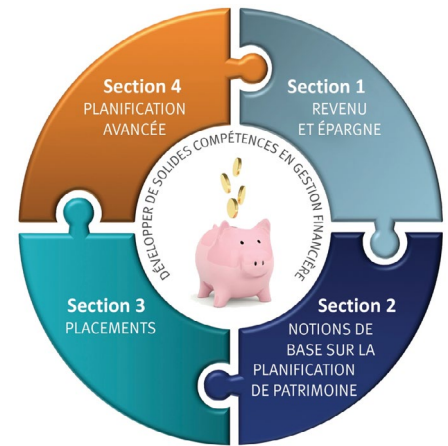 Section 1
REVENU
ET ÉPARGNE
Section 2
NOTIONS DE
BASE SUR LA
PLANIFICATION
DE PATRIMOINE
Section 3
PLACEMENTS
Section 4
PLANIFICATION
AVANCÉE
DÉVELOPPER DE SOLIDES COMPÉTENCES EN GESTION FINANCIÈRE